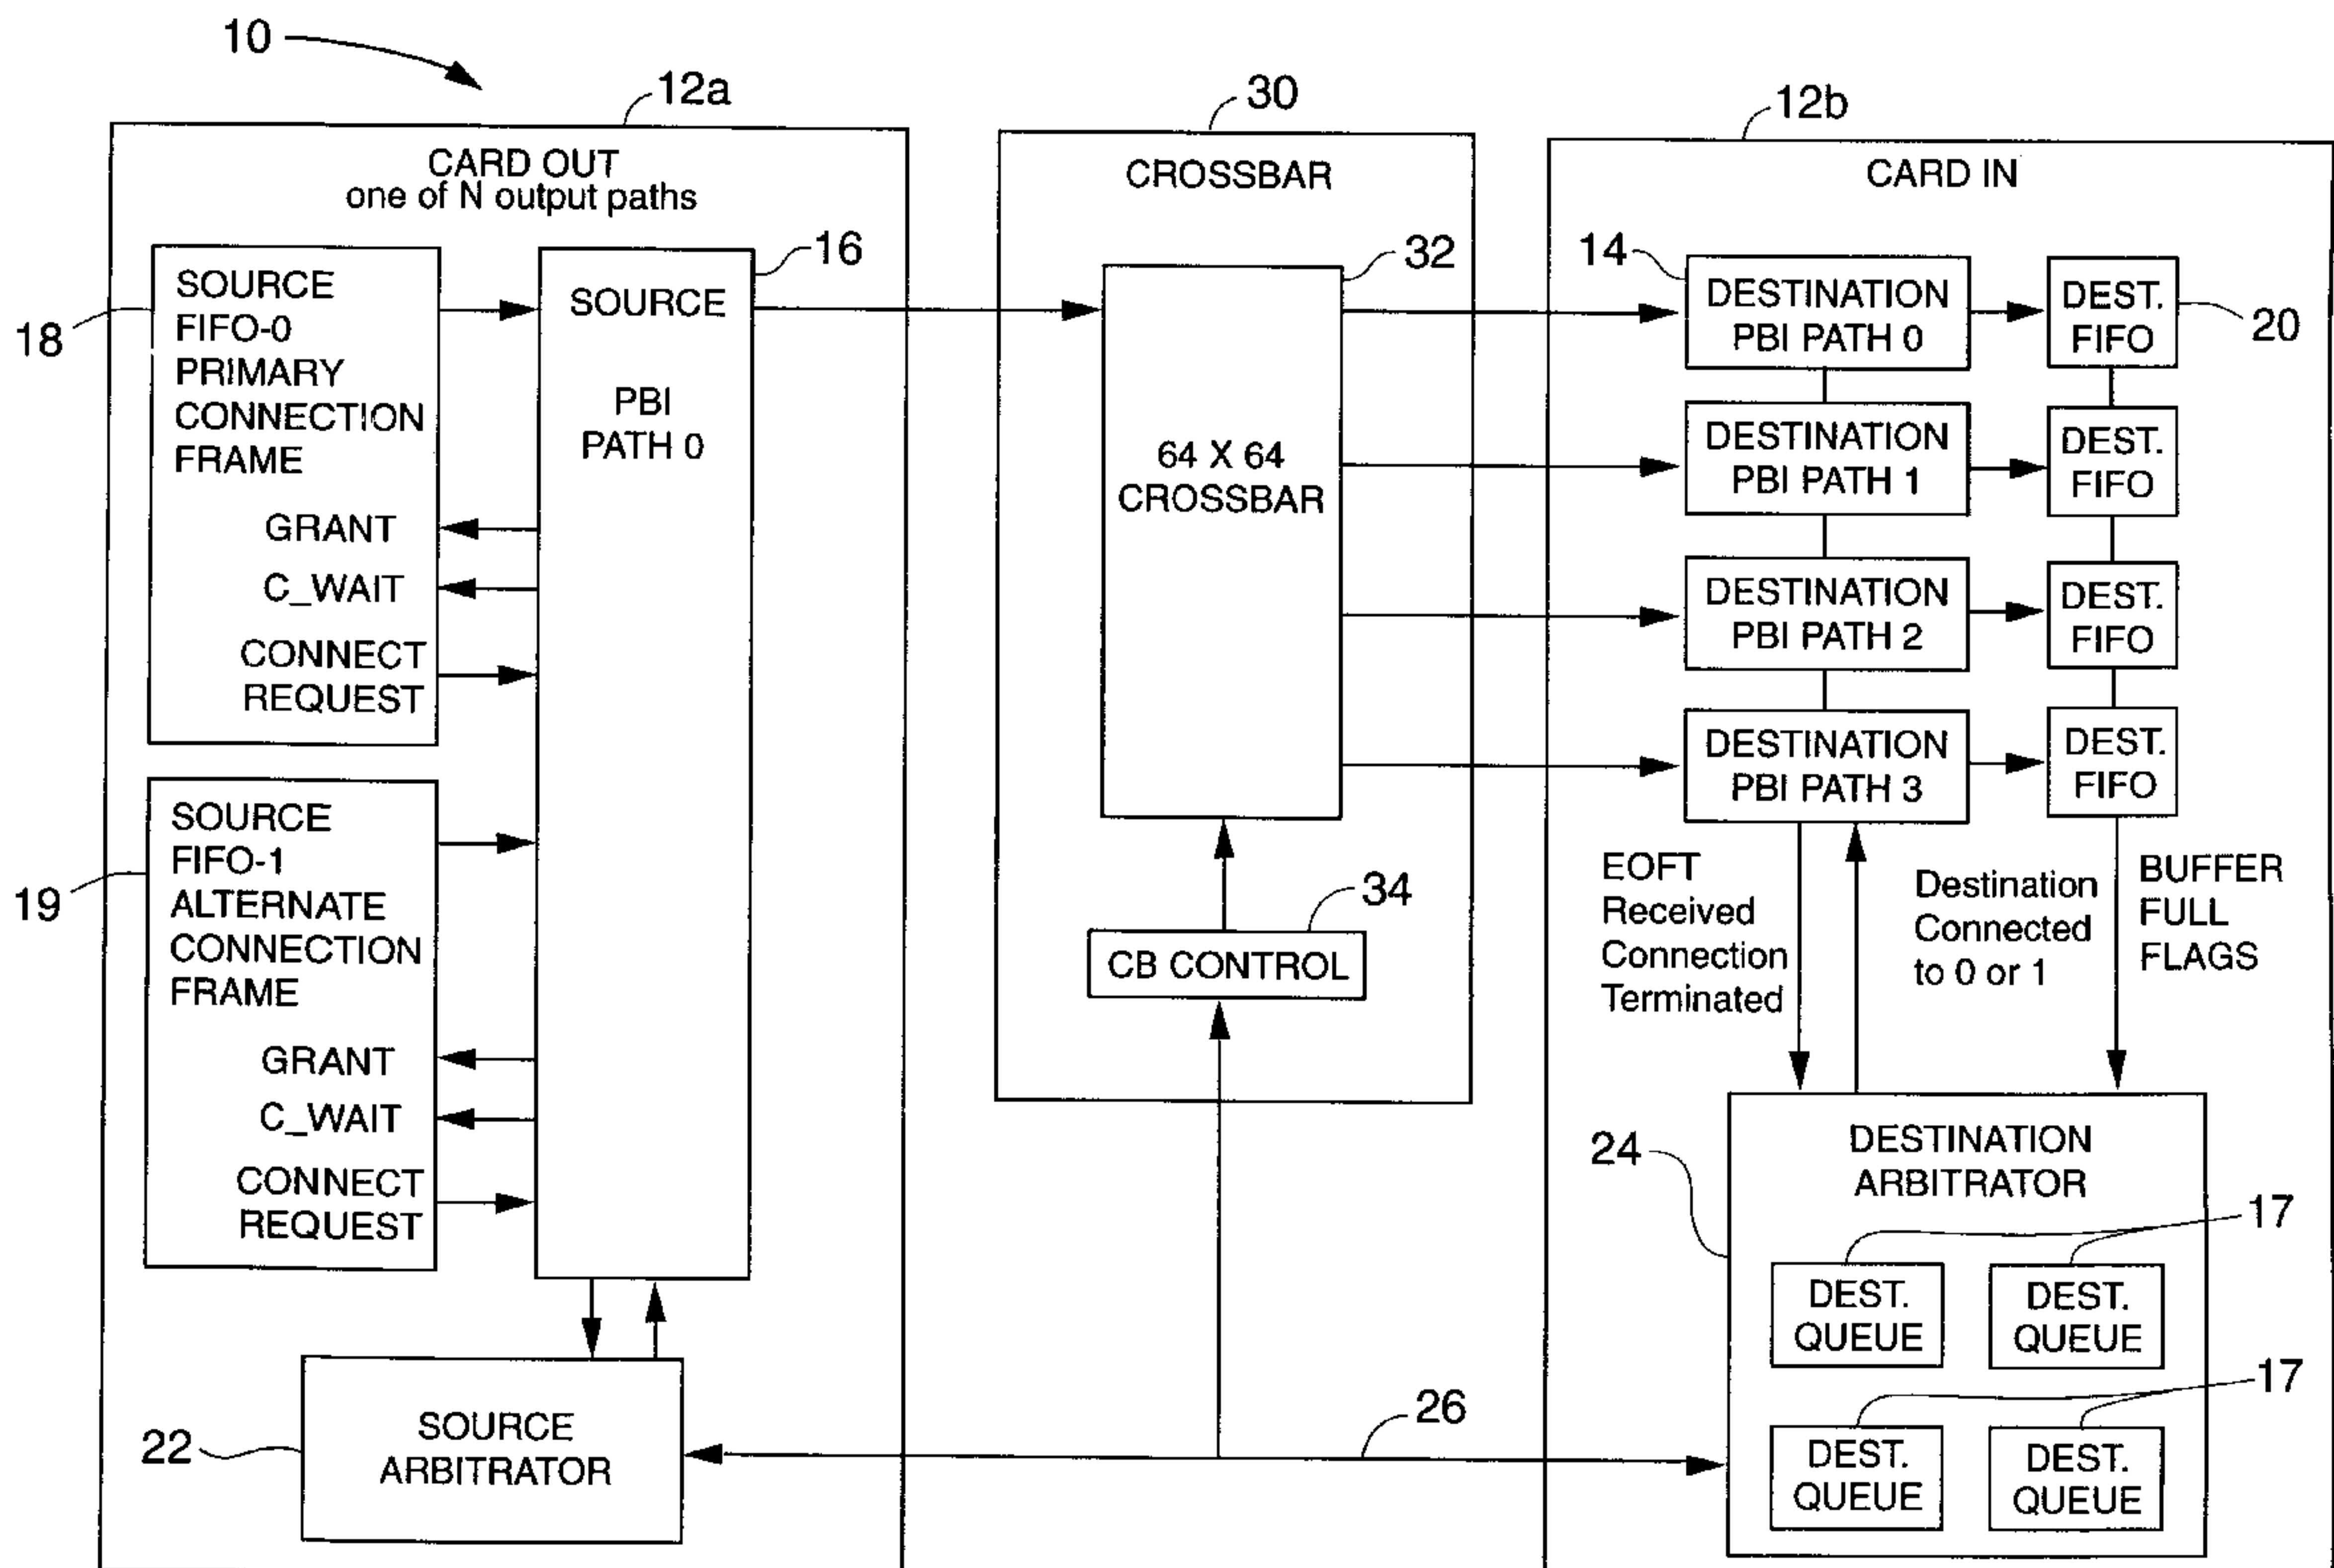 10
12a
30
12b
CARD OUT
one of N output paths
CROSSBAR
CARD IN
18
SOURCE
FIFO-0
PRIMARY
CONNECTION
FRAME
GRANT
C_WAIT
CONNECT
REQUEST
16
SOURCE
PBI
PATH 0
19
SOURCE
FIFO-1
ALTERNATE
CONNECTION
FRAME
GRANT
C_WAIT
CONNECT
REQUEST
22
SOURCE
ARBITRATOR
32
64 X 64
CROSSBAR
34
CB CONTROL
26
14
DESTINATION
PBI PATH 0
DEST.
FIFO
20
DESTINATION
PBI PATH 1
DEST.
FIFO
DESTINATION
PBI PATH 2
DEST.
FIFO
DESTINATION
PBI PATH 3
DEST.
FIFO
EOFT
Received
Connection
Terminated
Destination
Connected
to 0 or 1
BUFFER
FULL
FLAGS
24
DESTINATION
ARBITRATOR
17
DEST.
QUEUE
DEST.
QUEUE
17
DEST.
QUEUE
DEST.
QUEUE